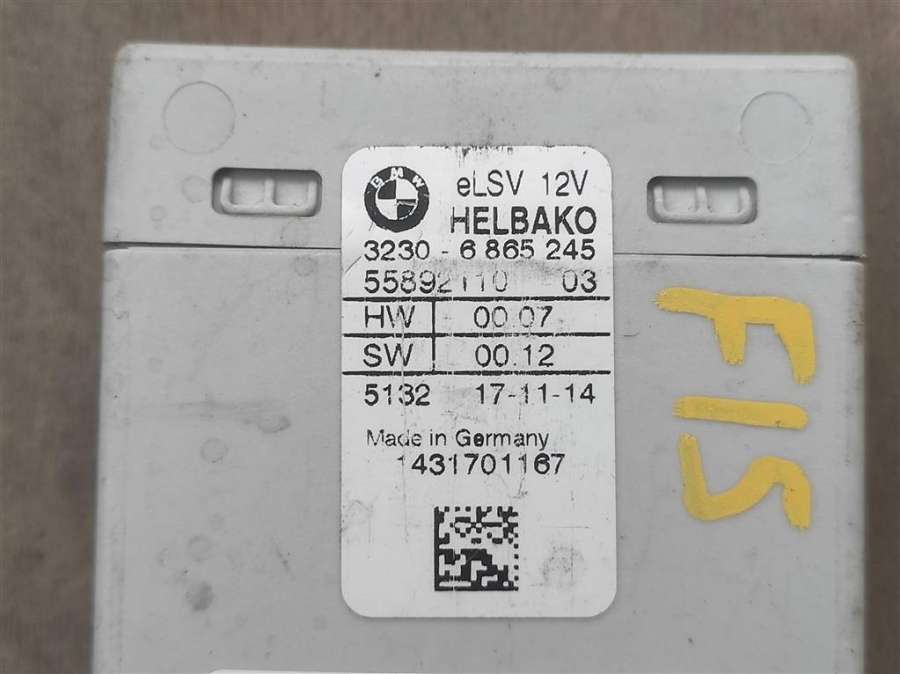 BMW
eLSV 12V
HELBAKO
3230 - 6 865 245
55892110 03
HW 00.07
SW 00.12
5132 17-11-14
Made in Germany
1431701167
F15